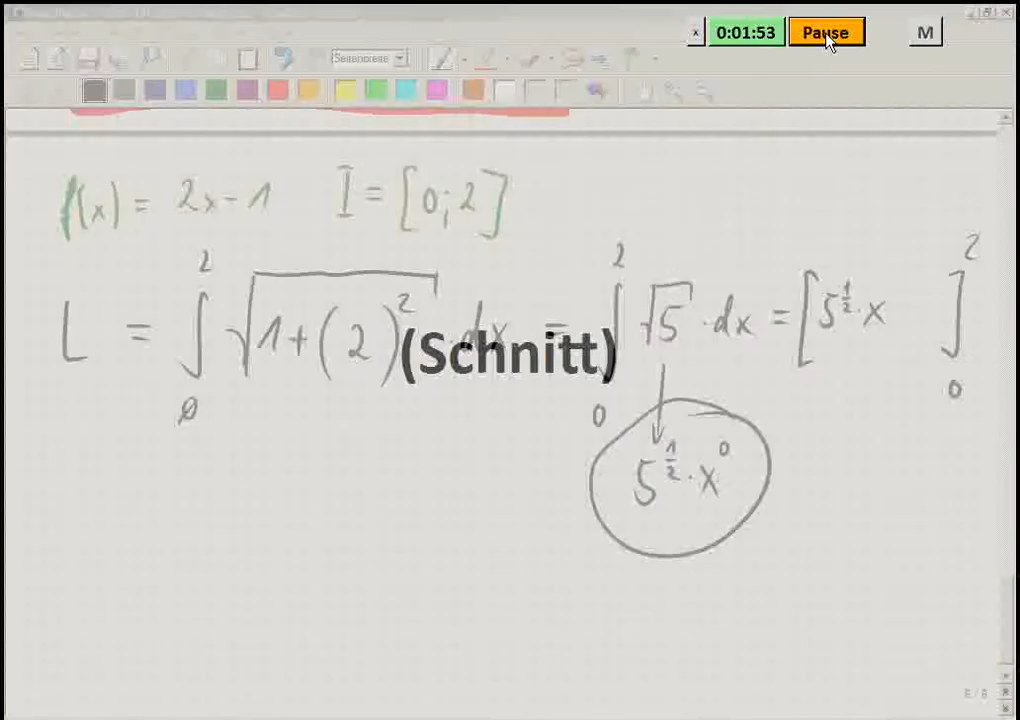 x 0:01:53 Pause M
Seitenbreite
f(x) = 2x - 1 I = [0; 2]
L = ∫₀² √(1 + (2)²) · dx = ∫₀² √5 · dx = [5^(1/2) · x]₀²
(Schnitt)
5^(1/2) · x⁰